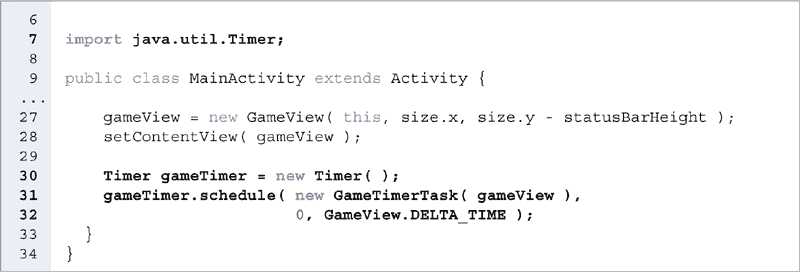 6
7 import java.util.Timer;
8
9 public class MainActivity extends Activity {
...
27 gameView = new GameView( this, size.x, size.y - statusBarHeight );
28 setContentView( gameView );
29
30 Timer gameTimer = new Timer( );
31 gameTimer.schedule( new GameTimerTask( gameView ),
32 0, GameView.DELTA_TIME );
33 }
34 }